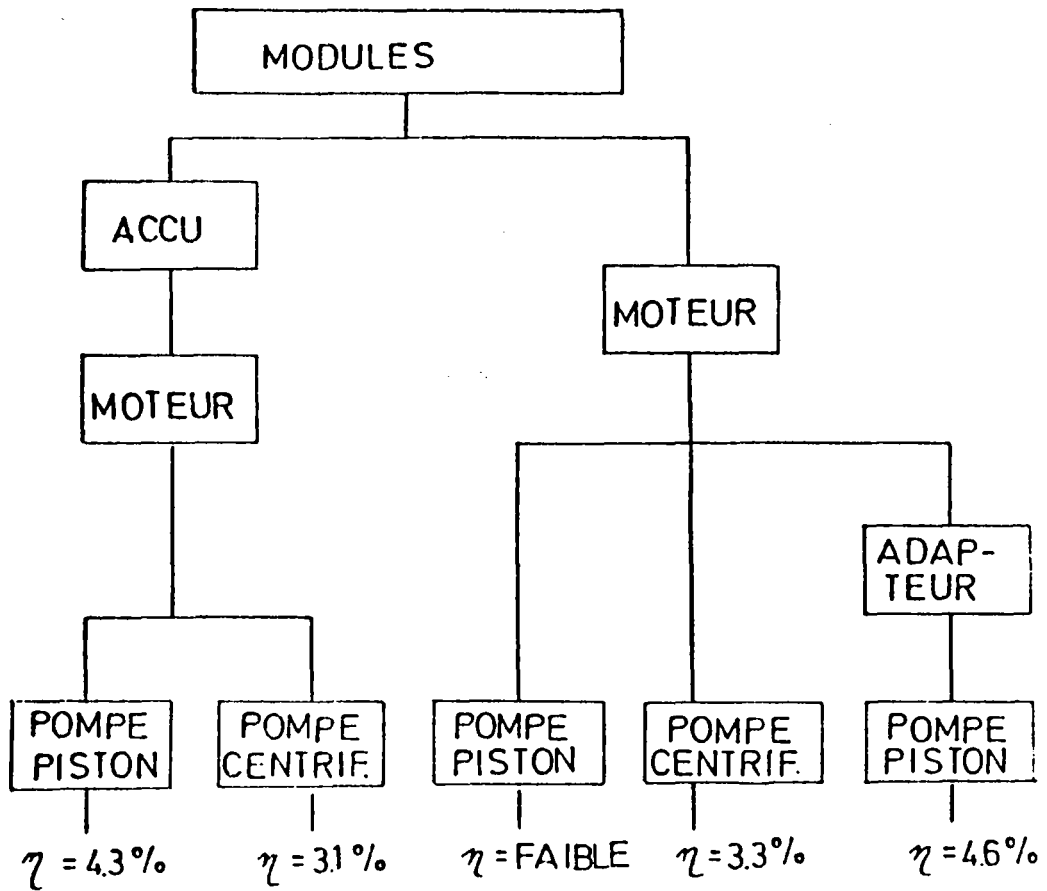 MODULES
ACCU
MOTEUR
MOTEUR
ADAP-
TEUR
POMPE
PISTON
POMPE
CENTRIF.
POMPE
PISTON
POMPE
CENTRIF.
POMPE
PISTON
η = 4.3%
η = 3.1%
η = FAIBLE
η = 3.3%
η = 4.6%